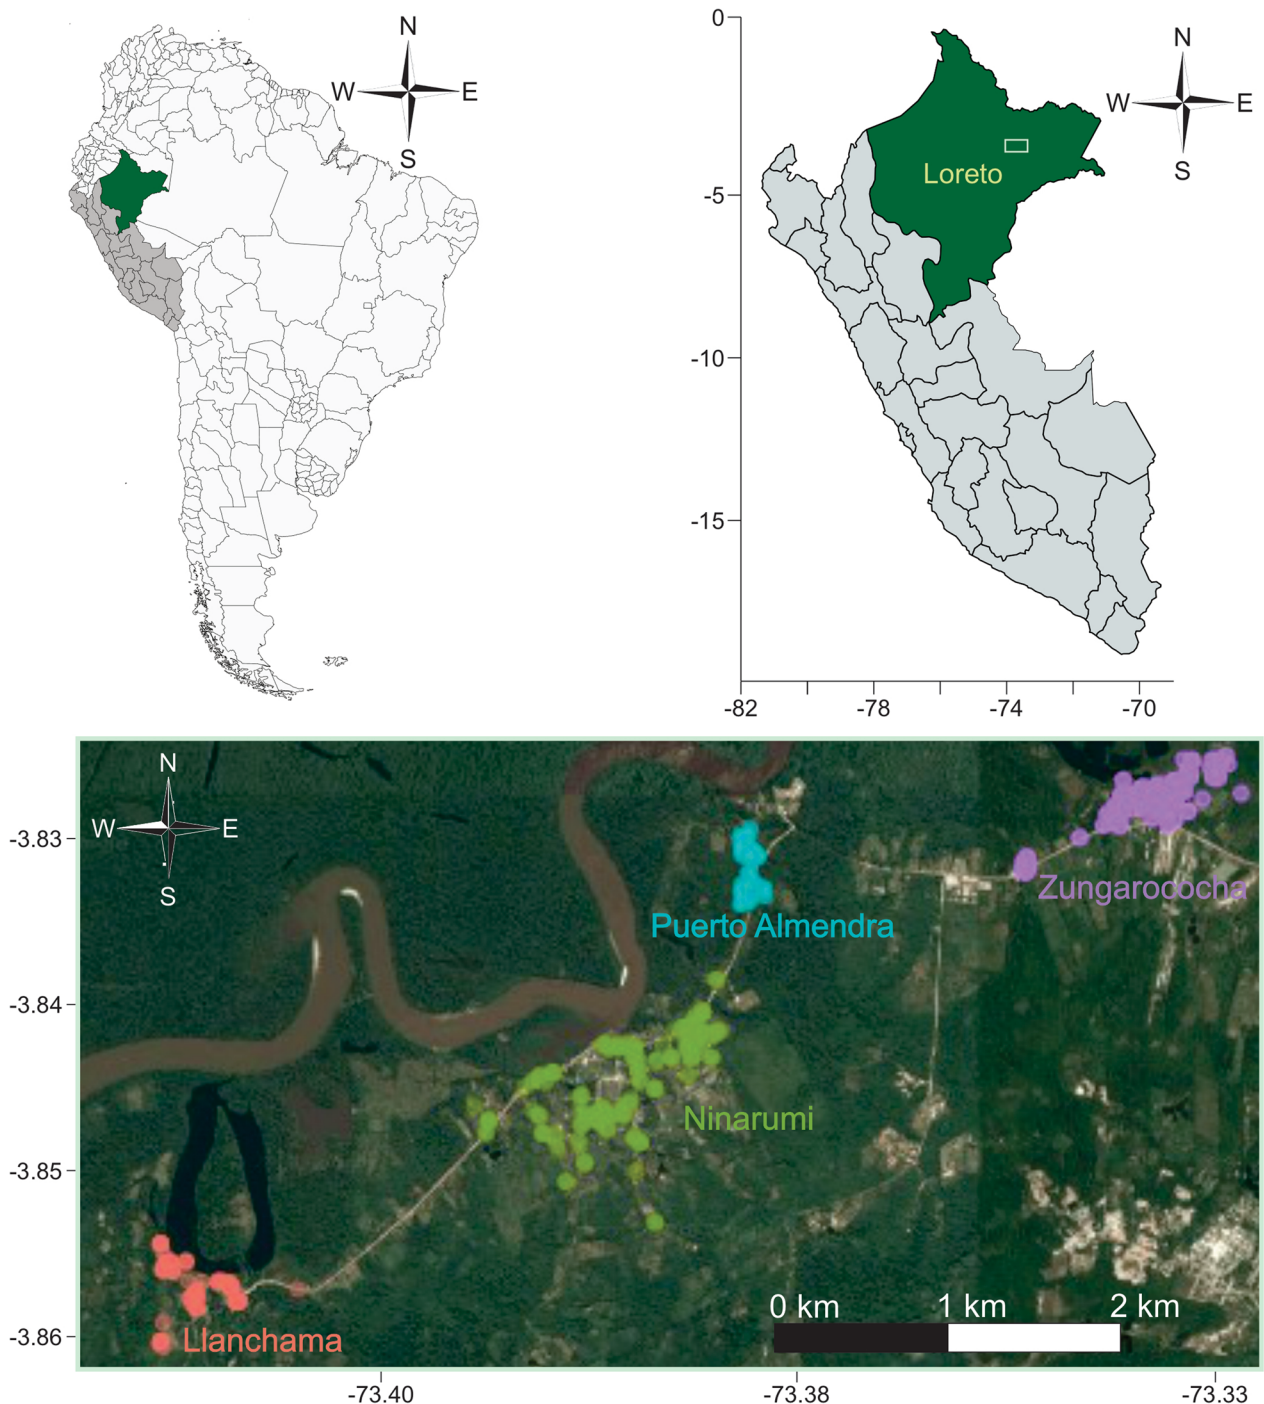 N
W E
S
0
-5
-10
-15
-82 -78 -74 -70
N
W E
S
Loreto
N
W E
S
-3.83
-3.84
-3.85
-3.86
Zungarococha
Puerto Almendra
Ninarumi
Llanchama
0 km 1 km 2 km
-73.40 -73.38 -73.33